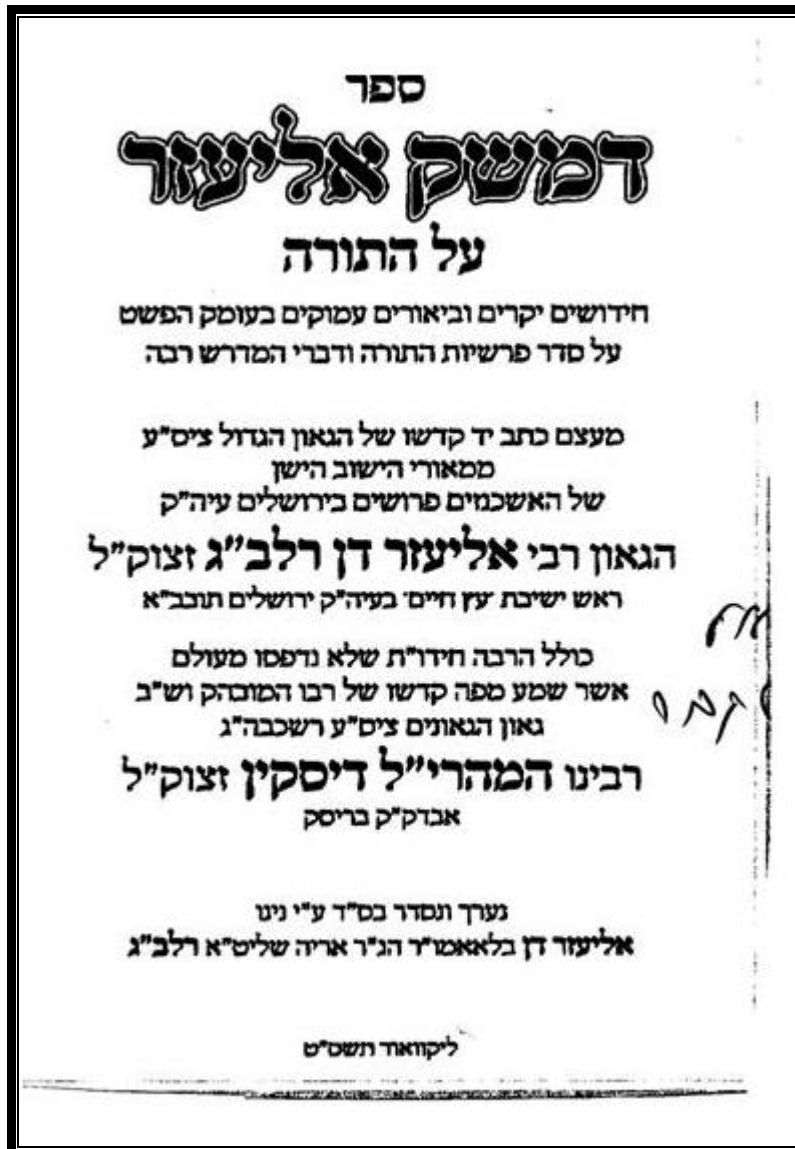 ספר
דמשק אליעזר
על התורה
חידושים יקרים וביאורים עמוקים בעומק הפשט
על סדר פרשיות התורה ודברי המדרש רבה
מעצם כתב יד קדשו של הגאון הגדול ציס"ע
ממאורי הישוב הישן
של האשכנזים פרושים בירושלים עיה"ק
הגאון רבי אליעזר דן רלב"ג זצוק"ל
ראש ישיבת 'עץ חיים' בעיה"ק ירושלים תובב"א
כולל הרבה חידו"ת שלא נדפסו מעולם
אשר שמע מפה קדשו של רבו המובהק וש"ב
גאון הגאונים ציס"ע רשכבה"ג
רבינו המהרי"ל דיסקין זצוק"ל
אבדק"ק בריסק
נערך ונסדר בס"ד ע"י נינו
אליעזר דן בלאאמו"ר הג"ר אריה שליט"א רלב"ג
ליקוואוד תשס"ט